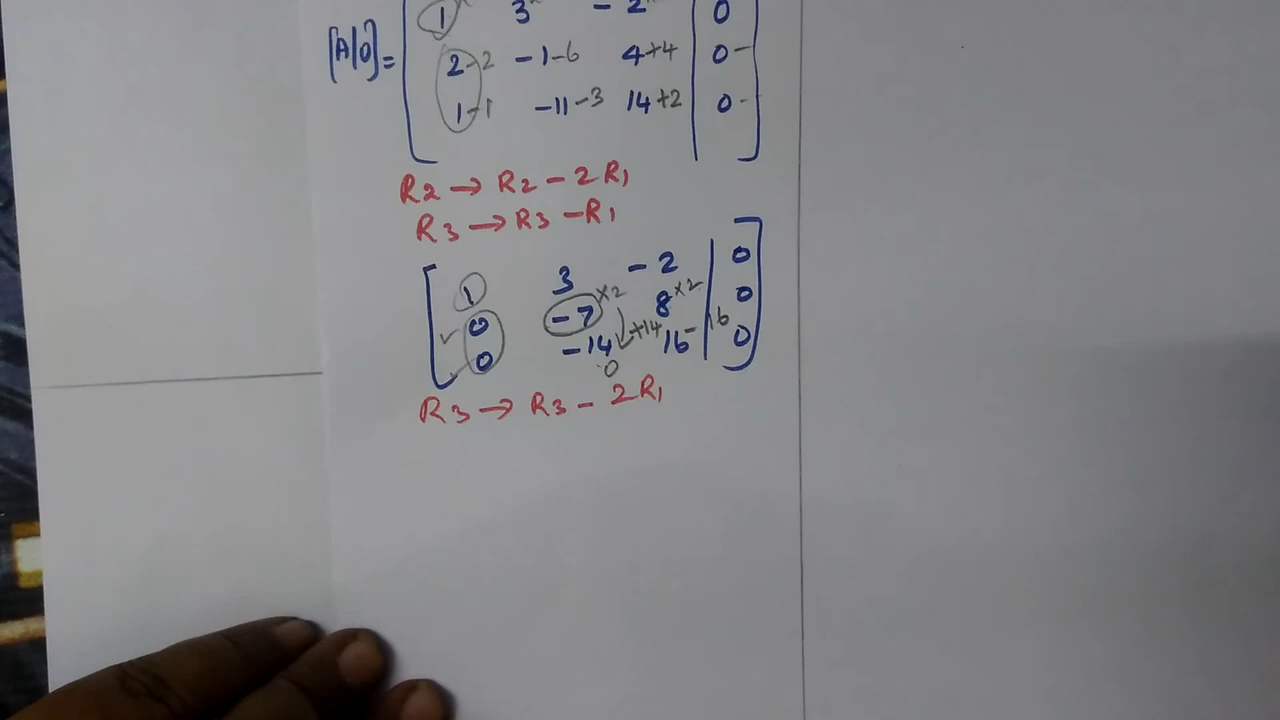 1 3 - 2 0
[A|0] = 2-2 -1-6 4+4 0-
1-1 -11-3 14+2 0-
R2 → R2 - 2R1
R3 → R3 - R1
1 3 -2 0
0 -7 ×2 8 ×2 0
0 -14 +14 16 - 16 0
0
R3 → R3 - 2R1